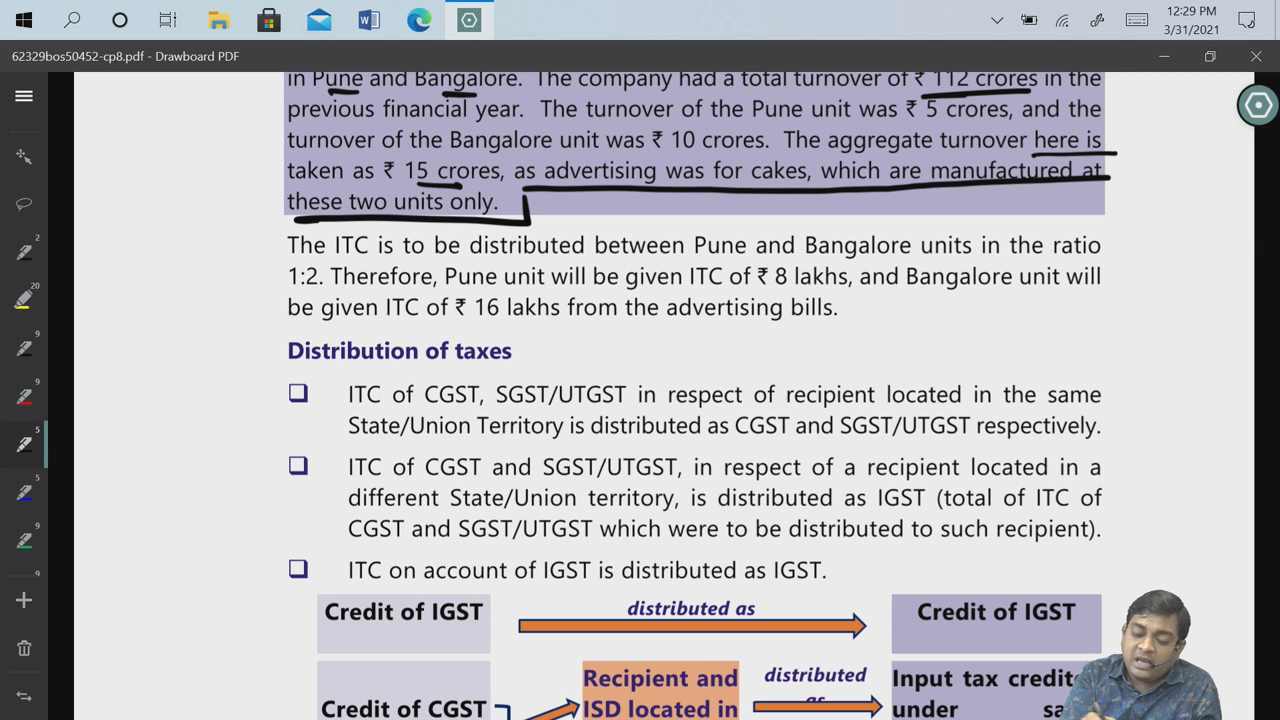 12:29 PM
3/31/2021
62329bos50452-cp8.pdf - Drawboard PDF
in Pune and Bangalore. The company had a total turnover of ₹ 112 crores in the
previous financial year. The turnover of the Pune unit was ₹ 5 crores, and the
turnover of the Bangalore unit was ₹ 10 crores. The aggregate turnover here is
taken as ₹ 15 crores, as advertising was for cakes, which are manufactured at
these two units only.
The ITC is to be distributed between Pune and Bangalore units in the ratio
1:2. Therefore, Pune unit will be given ITC of ₹ 8 lakhs, and Bangalore unit will
be given ITC of ₹ 16 lakhs from the advertising bills.
Distribution of taxes
❑ ITC of CGST, SGST/UTGST in respect of recipient located in the same
State/Union Territory is distributed as CGST and SGST/UTGST respectively.
❑ ITC of CGST and SGST/UTGST, in respect of a recipient located in a
different State/Union territory, is distributed as IGST (total of ITC of
CGST and SGST/UTGST which were to be distributed to such recipient).
❑ ITC on account of IGST is distributed as IGST.
Credit of IGST distributed as Credit of IGST
Recipient and distributed Input tax credit
Credit of CGST ISD located in as under
2
20
9
9
5
5
9
9